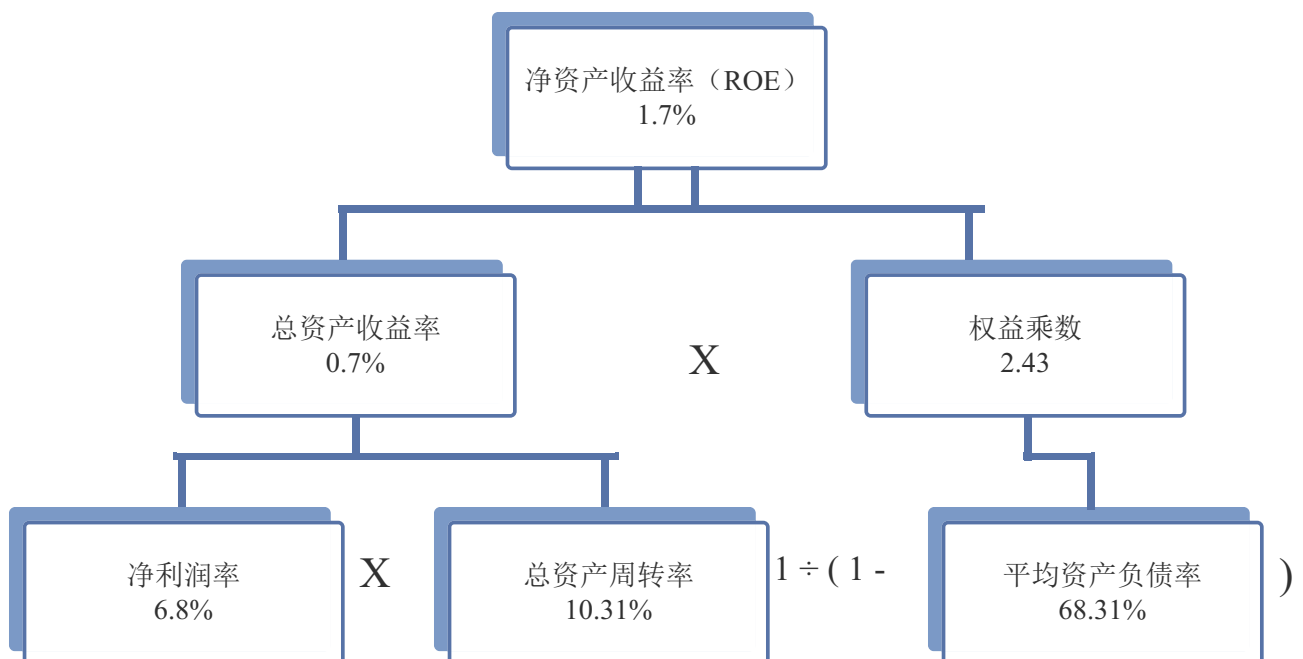 净资产收益率（ROE）
1.7%
总资产收益率
0.7%
X
权益乘数
2.43
净利润率
6.8%
X
总资产周转率
10.31%
1 ÷ ( 1 -
平均资产负债率
68.31%
)